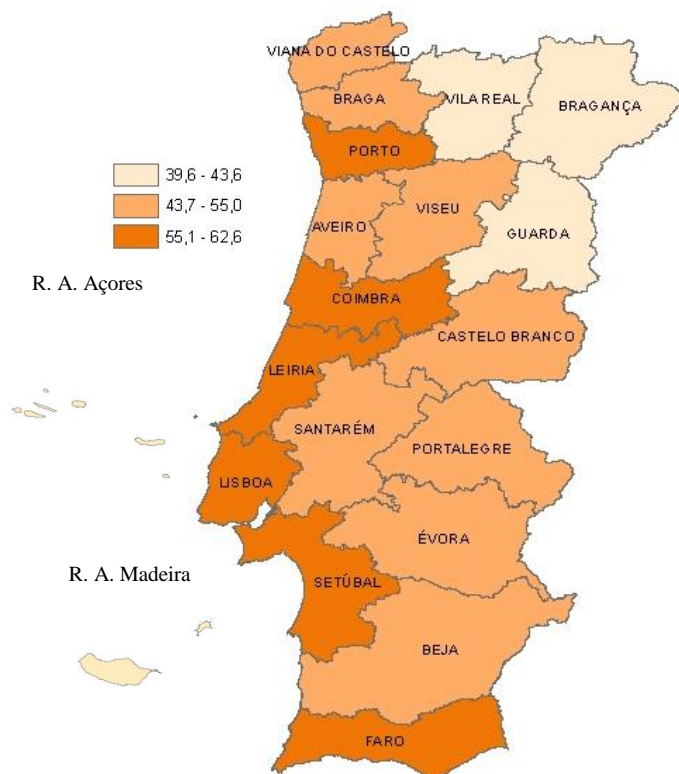 VIANA DO CASTELO
BRAGA
VILA REAL
BRAGANÇA
PORTO
39,6 - 43,6
43,7 - 55,0
55,1 - 62,6
AVEIRO
VISEU
GUARDA
R. A. Açores
COIMBRA
CASTELO BRANCO
LEIRIA
SANTARÉM
PORTALEGRE
LISBOA
ÉVORA
R. A. Madeira
SETÚBAL
BEJA
FARO